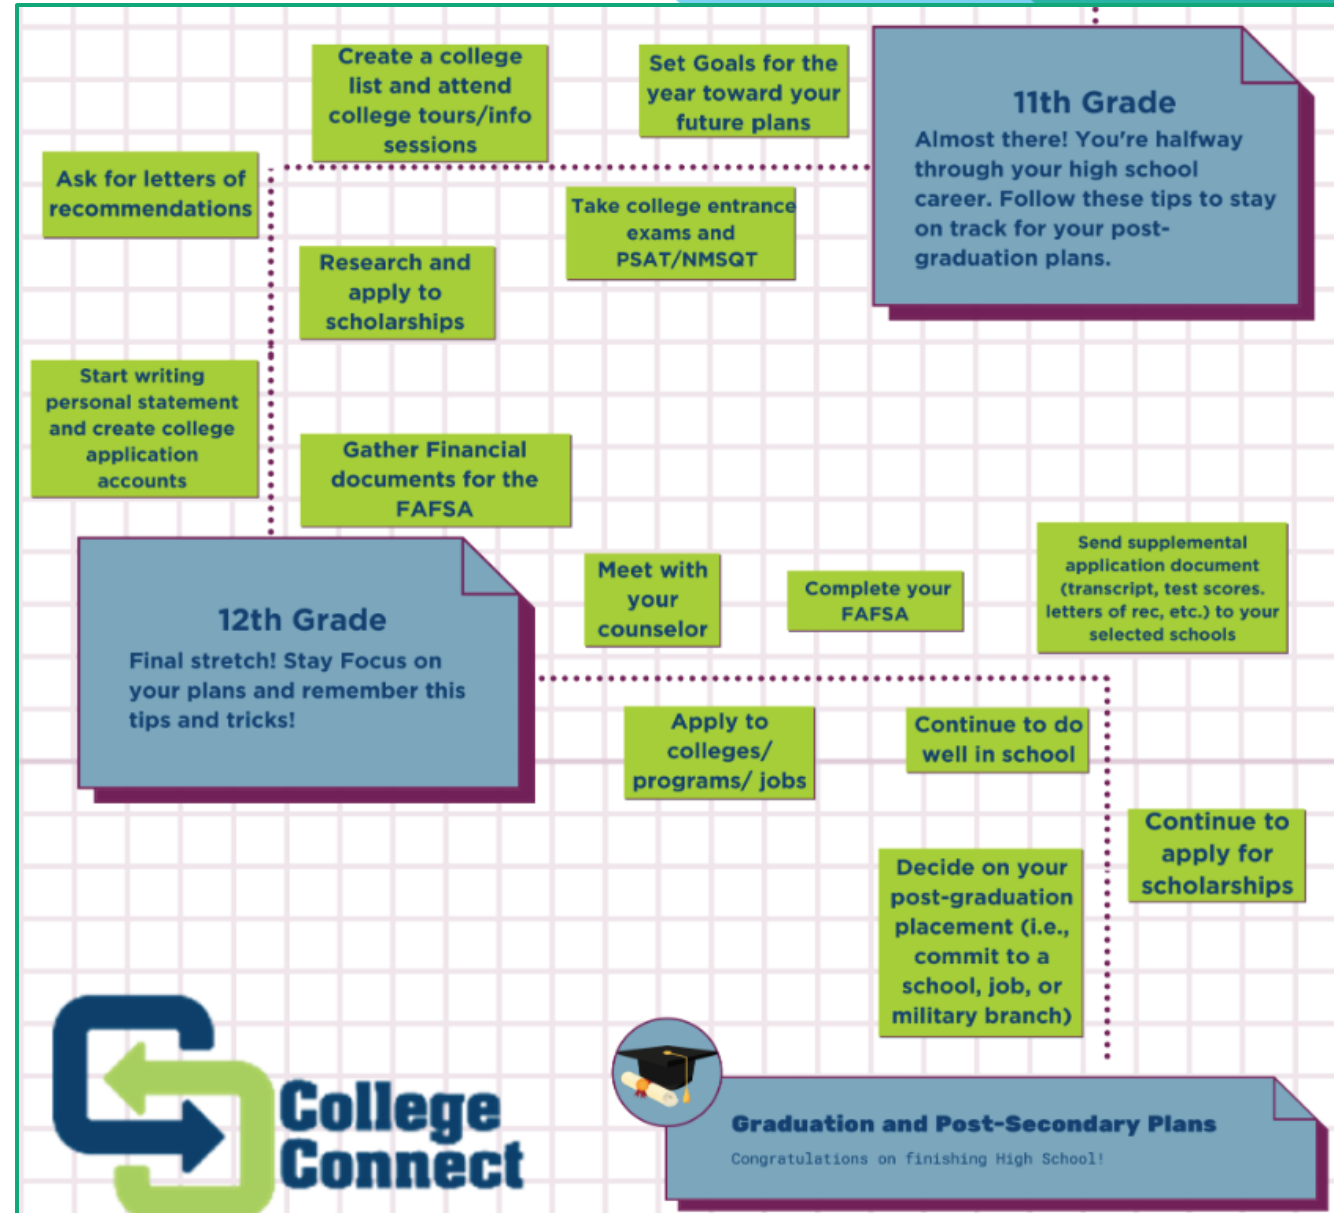 11th Grade
Almost there! You're halfway
through your high school
career. Follow these tips to stay
on track for your post-
graduation plans.
Set Goals for the
year toward your
future plans
Create a college
list and attend
college tours/info
sessions
Take college entrance
exams and
PSAT/NMSQT
Ask for letters of
recommendations
Research and
apply to
scholarships
Start writing
personal statement
and create college
application
accounts
Gather Financial
documents for the
FAFSA
12th Grade
Final stretch! Stay Focus on
your plans and remember this
tips and tricks!
Meet with
your
counselor
Complete your
FAFSA
Send supplemental
application document
(transcript, test scores.
letters of rec, etc.) to your
selected schools
Apply to
colleges/
programs/ jobs
Continue to do
well in school
Continue to
apply for
scholarships
Decide on your
post-graduation
placement (i.e.,
commit to a
school, job, or
military branch)
Graduation and Post-Secondary Plans
Congratulations on finishing High School!
College
Connect